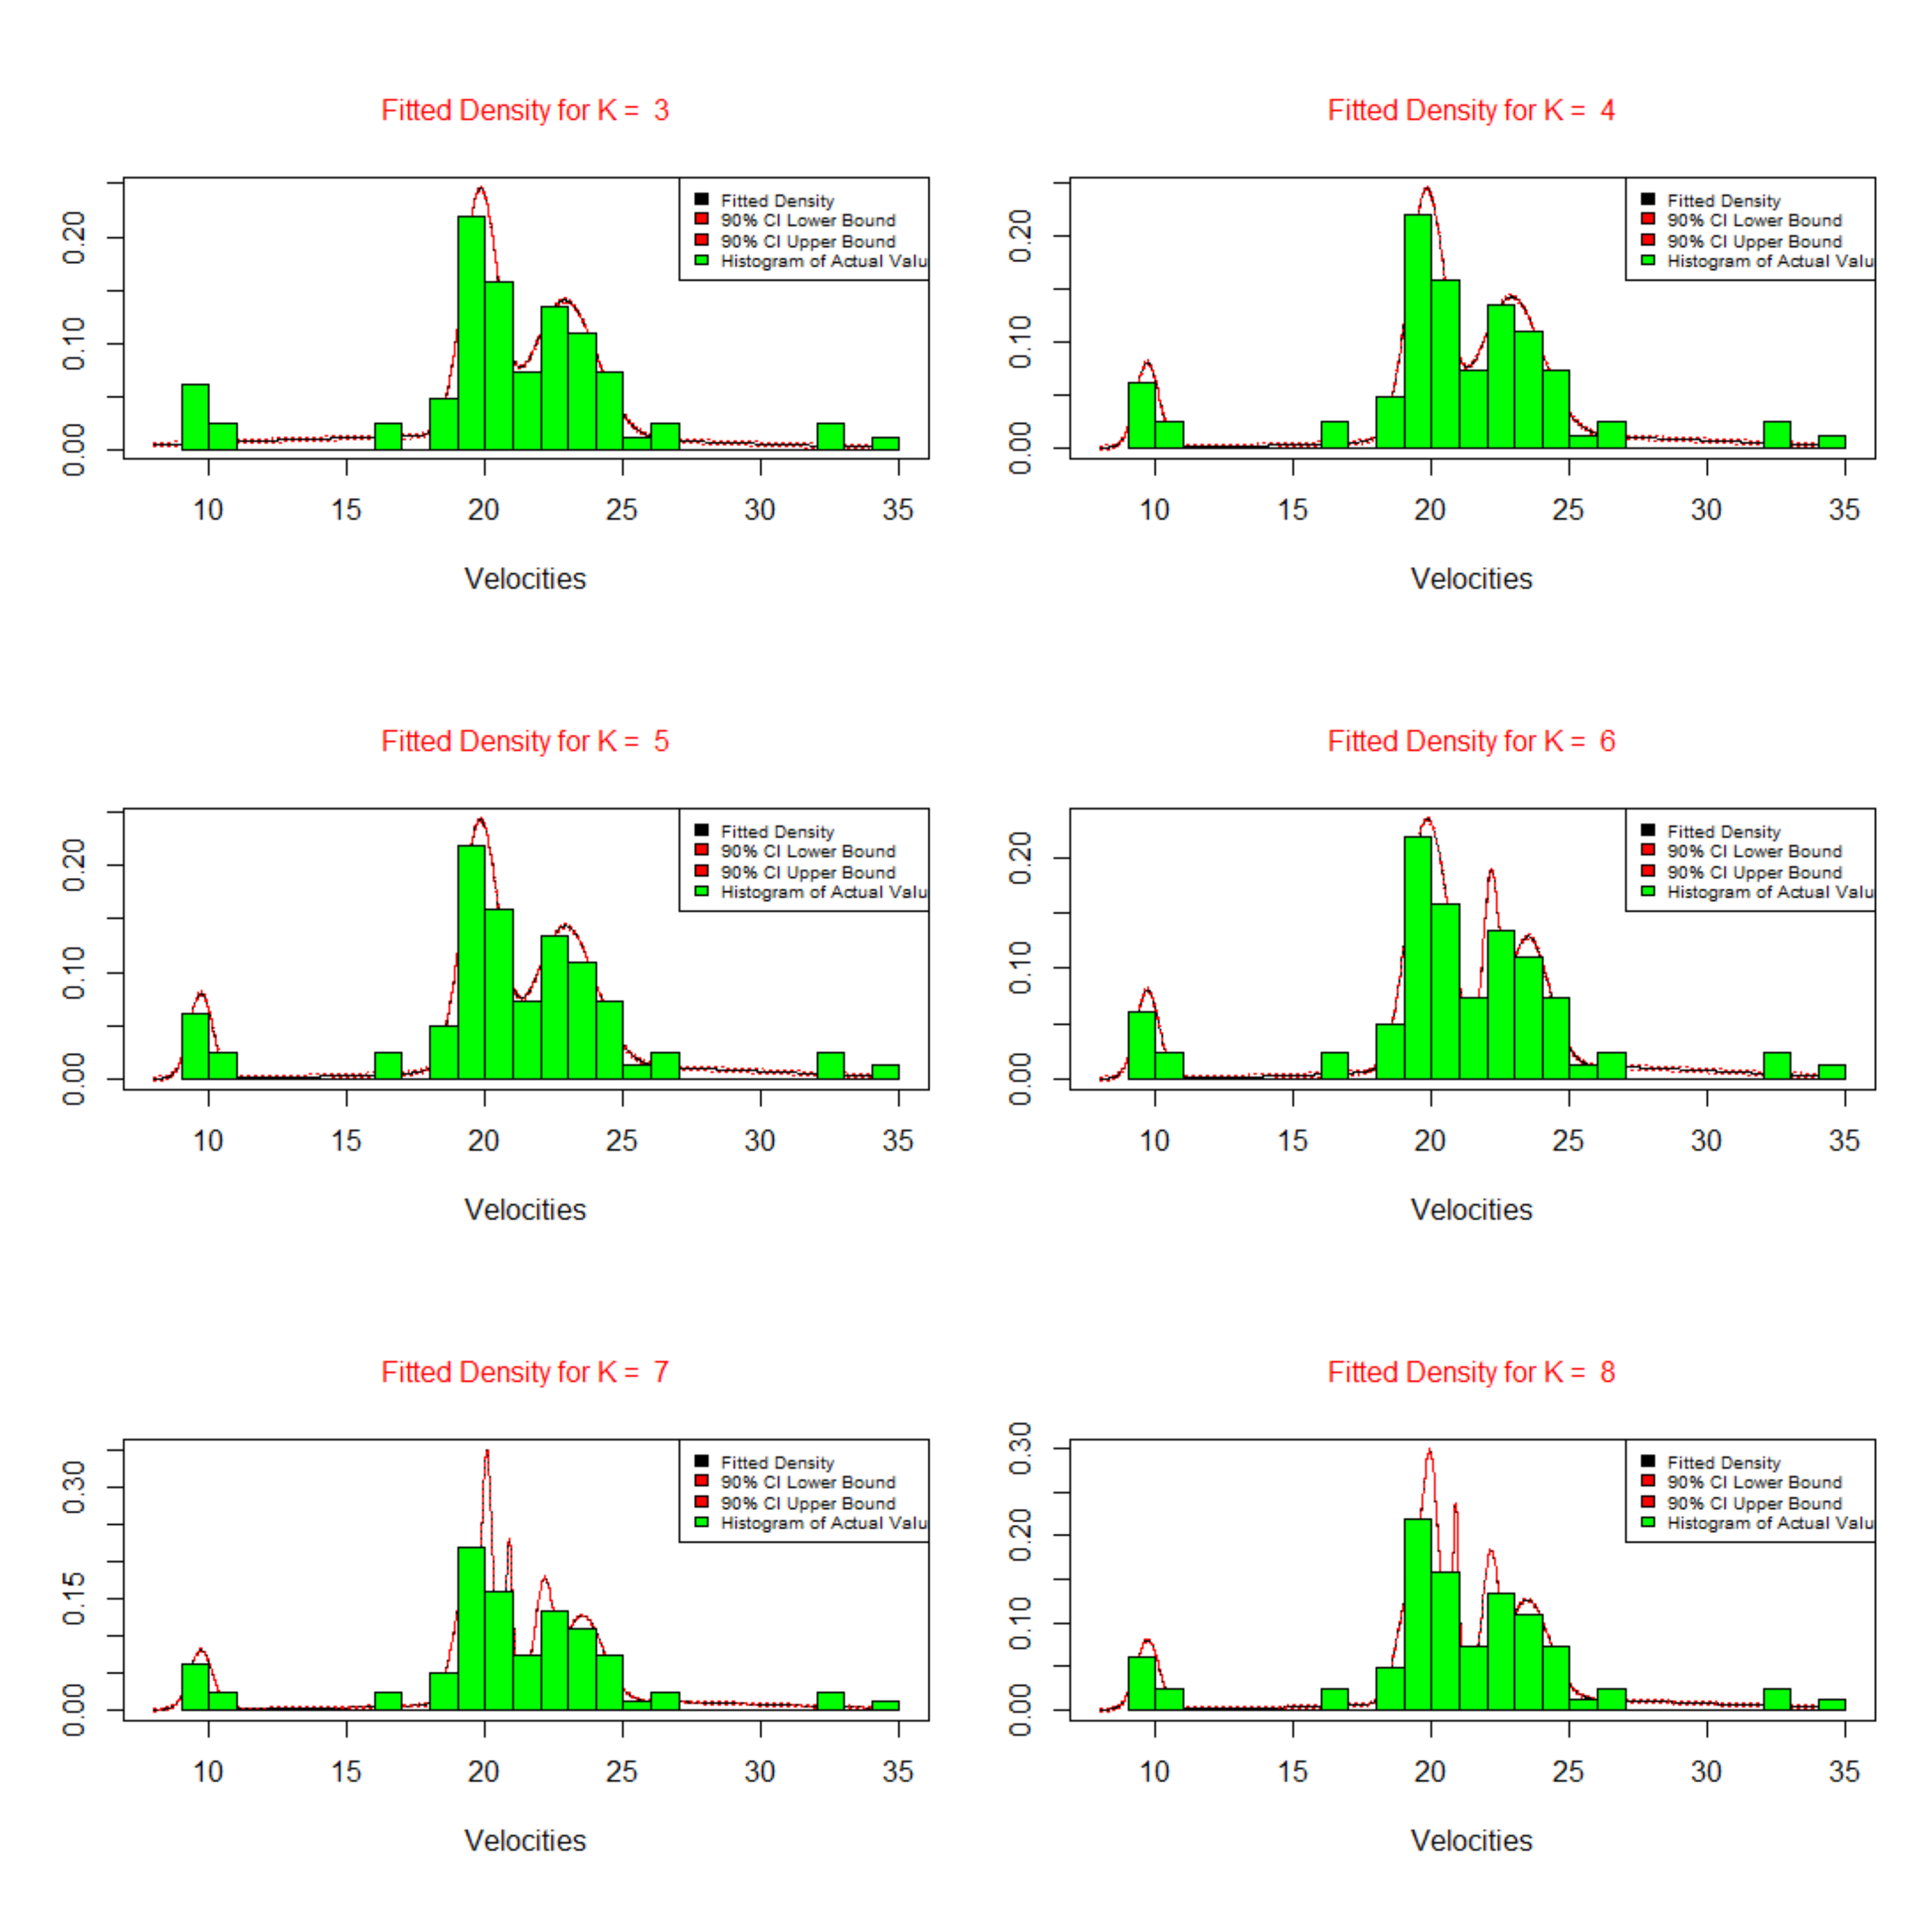 Fitted Density for K = 3
0.20
0.10
0.00
Fitted Density
90% CI Lower Bound
90% CI Upper Bound
Histogram of Actual Valu
10 15 20 25 30 35
Velocities
Fitted Density for K = 4
0.20
0.10
0.00
Fitted Density
90% CI Lower Bound
90% CI Upper Bound
Histogram of Actual Valu
10 15 20 25 30 35
Velocities
Fitted Density for K = 5
0.20
0.10
0.00
Fitted Density
90% CI Lower Bound
90% CI Upper Bound
Histogram of Actual Valu
10 15 20 25 30 35
Velocities
Fitted Density for K = 6
0.20
0.10
0.00
Fitted Density
90% CI Lower Bound
90% CI Upper Bound
Histogram of Actual Valu
10 15 20 25 30 35
Velocities
Fitted Density for K = 7
0.30
0.15
0.00
Fitted Density
90% CI Lower Bound
90% CI Upper Bound
Histogram of Actual Valu
10 15 20 25 30 35
Velocities
Fitted Density for K = 8
0.30
0.20
0.10
0.00
Fitted Density
90% CI Lower Bound
90% CI Upper Bound
Histogram of Actual Valu
10 15 20 25 30 35
Velocities